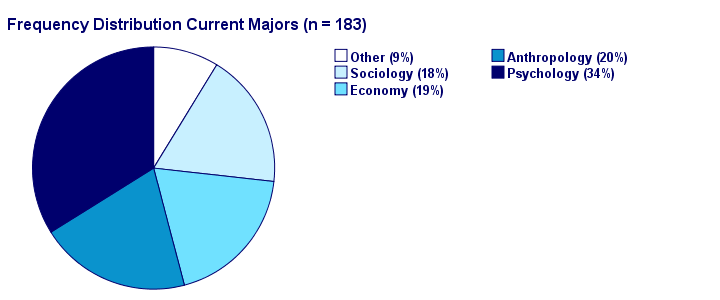 Frequency Distribution Current Majors (n = 183)
Other (9%)
Sociology (18%)
Economy (19%)
Anthropology (20%)
Psychology (34%)